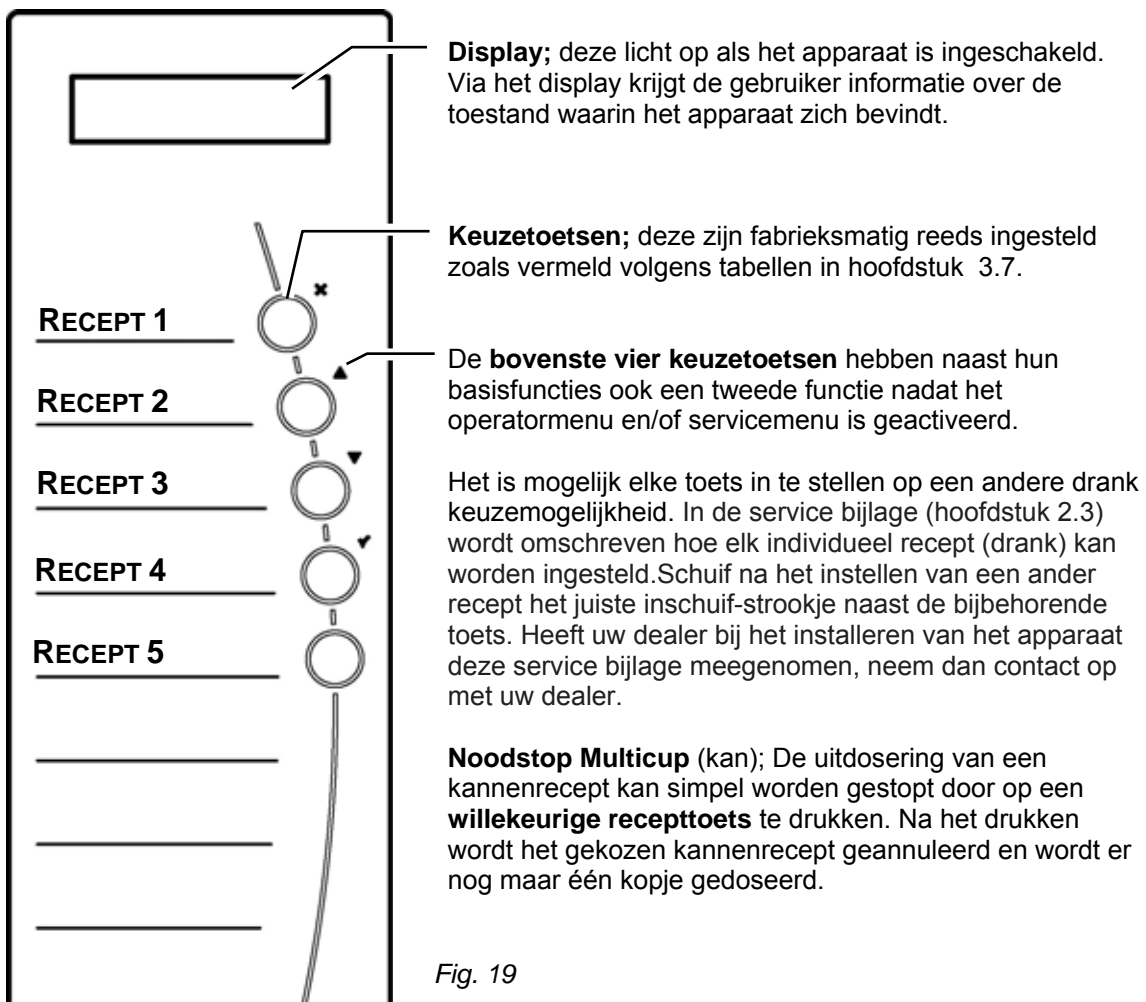 Display; deze licht op als het apparaat is ingeschakeld.
Via het display krijgt de gebruiker informatie over de
toestand waarin het apparaat zich bevindt.
Keuzetoetsen; deze zijn fabrieksmatig reeds ingesteld
zoals vermeld volgens tabellen in hoofdstuk 3.7.
✖
RECEPT 1
De bovenste vier keuzetoetsen hebben naast hun
▲
RECEPT 2
basisfuncties ook een tweede functie nadat het
operatormenu en/of servicemenu is geactiveerd.
▼
RECEPT 3
Het is mogelijk elke toets in te stellen op een andere drank
keuzemogelijkheid. In de service bijlage (hoofdstuk 2.3)
✔
wordt omschreven hoe elk individueel recept (drank) kan
RECEPT 4
worden ingesteld.Schuif na het instellen van een ander
recept het juiste inschuif-strookje naast de bijbehorende
RECEPT 5
toets. Heeft uw dealer bij het installeren van het apparaat
deze service bijlage meegenomen, neem dan contact op
met uw dealer.
Noodstop Multicup (kan); De uitdosering van een
kannenrecept kan simpel worden gestopt door op een
willekeurige recepttoets te drukken. Na het drukken
wordt het gekozen kannenrecept geannuleerd en wordt er
nog maar één kopje gedoseerd.
Fig. 19